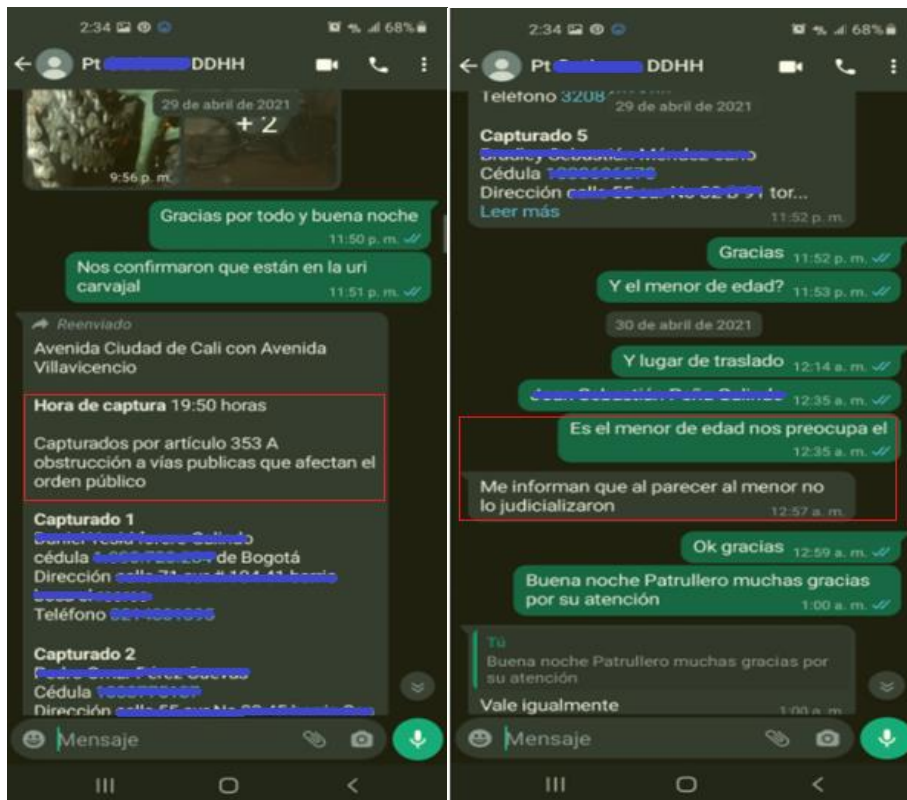 2:34
68%
Pt DDHH
29 de abril de 2021
+ 2
9:56 p. m.
Gracias por todo y buena noche
11:50 p. m.
Nos confirmaron que están en la uri
carvajal
11:51 p. m.
Reenviado
Avenida Ciudad de Cali con Avenida
Villavicencio
Hora de captura 19:50 horas
Capturados por artículo 353 A
obstrucción a vías publicas que afectan el
orden público
Capturado 1
cédula de Bogotá
Dirección
Teléfono
Capturado 2
Cédula
Dirección
Mensaje
2:34
68%
Pt DDHH
Teléfono 3208
29 de abril de 2021
Capturado 5
Cédula
Dirección tor...
Leer más
11:52 p. m.
Gracias 11:52 p. m.
Y el menor de edad? 11:53 p. m.
30 de abril de 2021
Y lugar de traslado 12:14 a. m.
12:35 a. m.
Es el menor de edad nos preocupa el
12:35 a. m.
Me informan que al parecer al menor no
lo judicializaron
12:57 a. m.
Ok gracias 12:59 a. m.
Buena noche Patrullero muchas gracias
por su atención
1:00 a. m.
Tú
Buena noche Patrullero muchas gracias por
su atención
Vale igualmente
1:00 a. m.
Mensaje